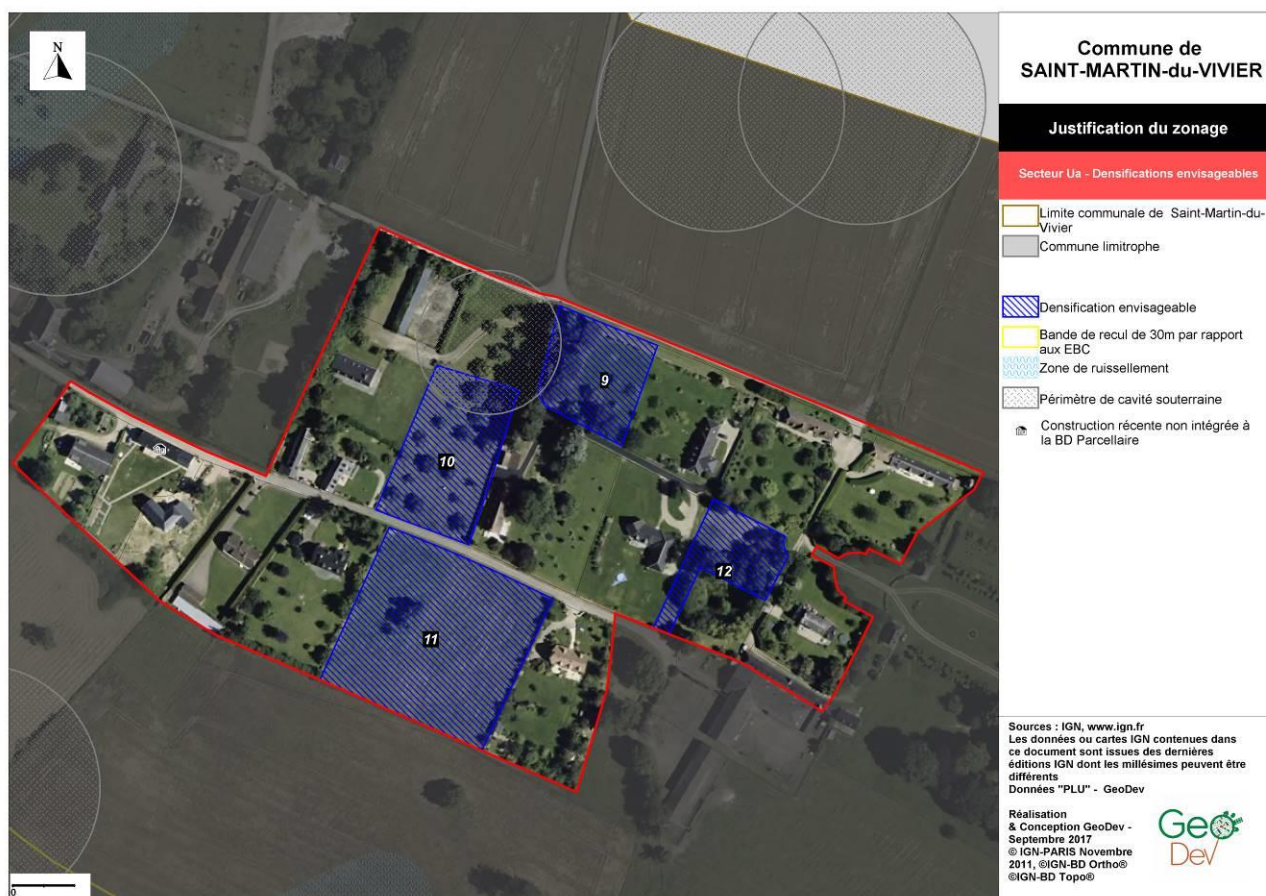 N
9
10
11
12
0
Commune de
SAINT-MARTIN-du-VIVIER
Justification du zonage
Secteur Ua - Densifications envisageables
Limite communale de Saint-Martin-du-
Vivier
Commune limitrophe
Densification envisageable
Bande de recul de 30m par rapport
aux EBC
Zone de ruissellement
Périmètre de cavité souterraine
Construction récente non intégrée à
la BD Parcellaire
Sources : IGN, www.ign.fr
Les données ou cartes IGN contenues dans
ce document sont issues des dernières
éditions IGN dont les millésimes peuvent être
différents
Données "PLU" - GeoDev
Réalisation
& Conception GeoDev -
Septembre 2017
© IGN-PARIS Novembre
2011, ©IGN-BD Ortho®
©IGN-BD Topo®
Geo
Dev